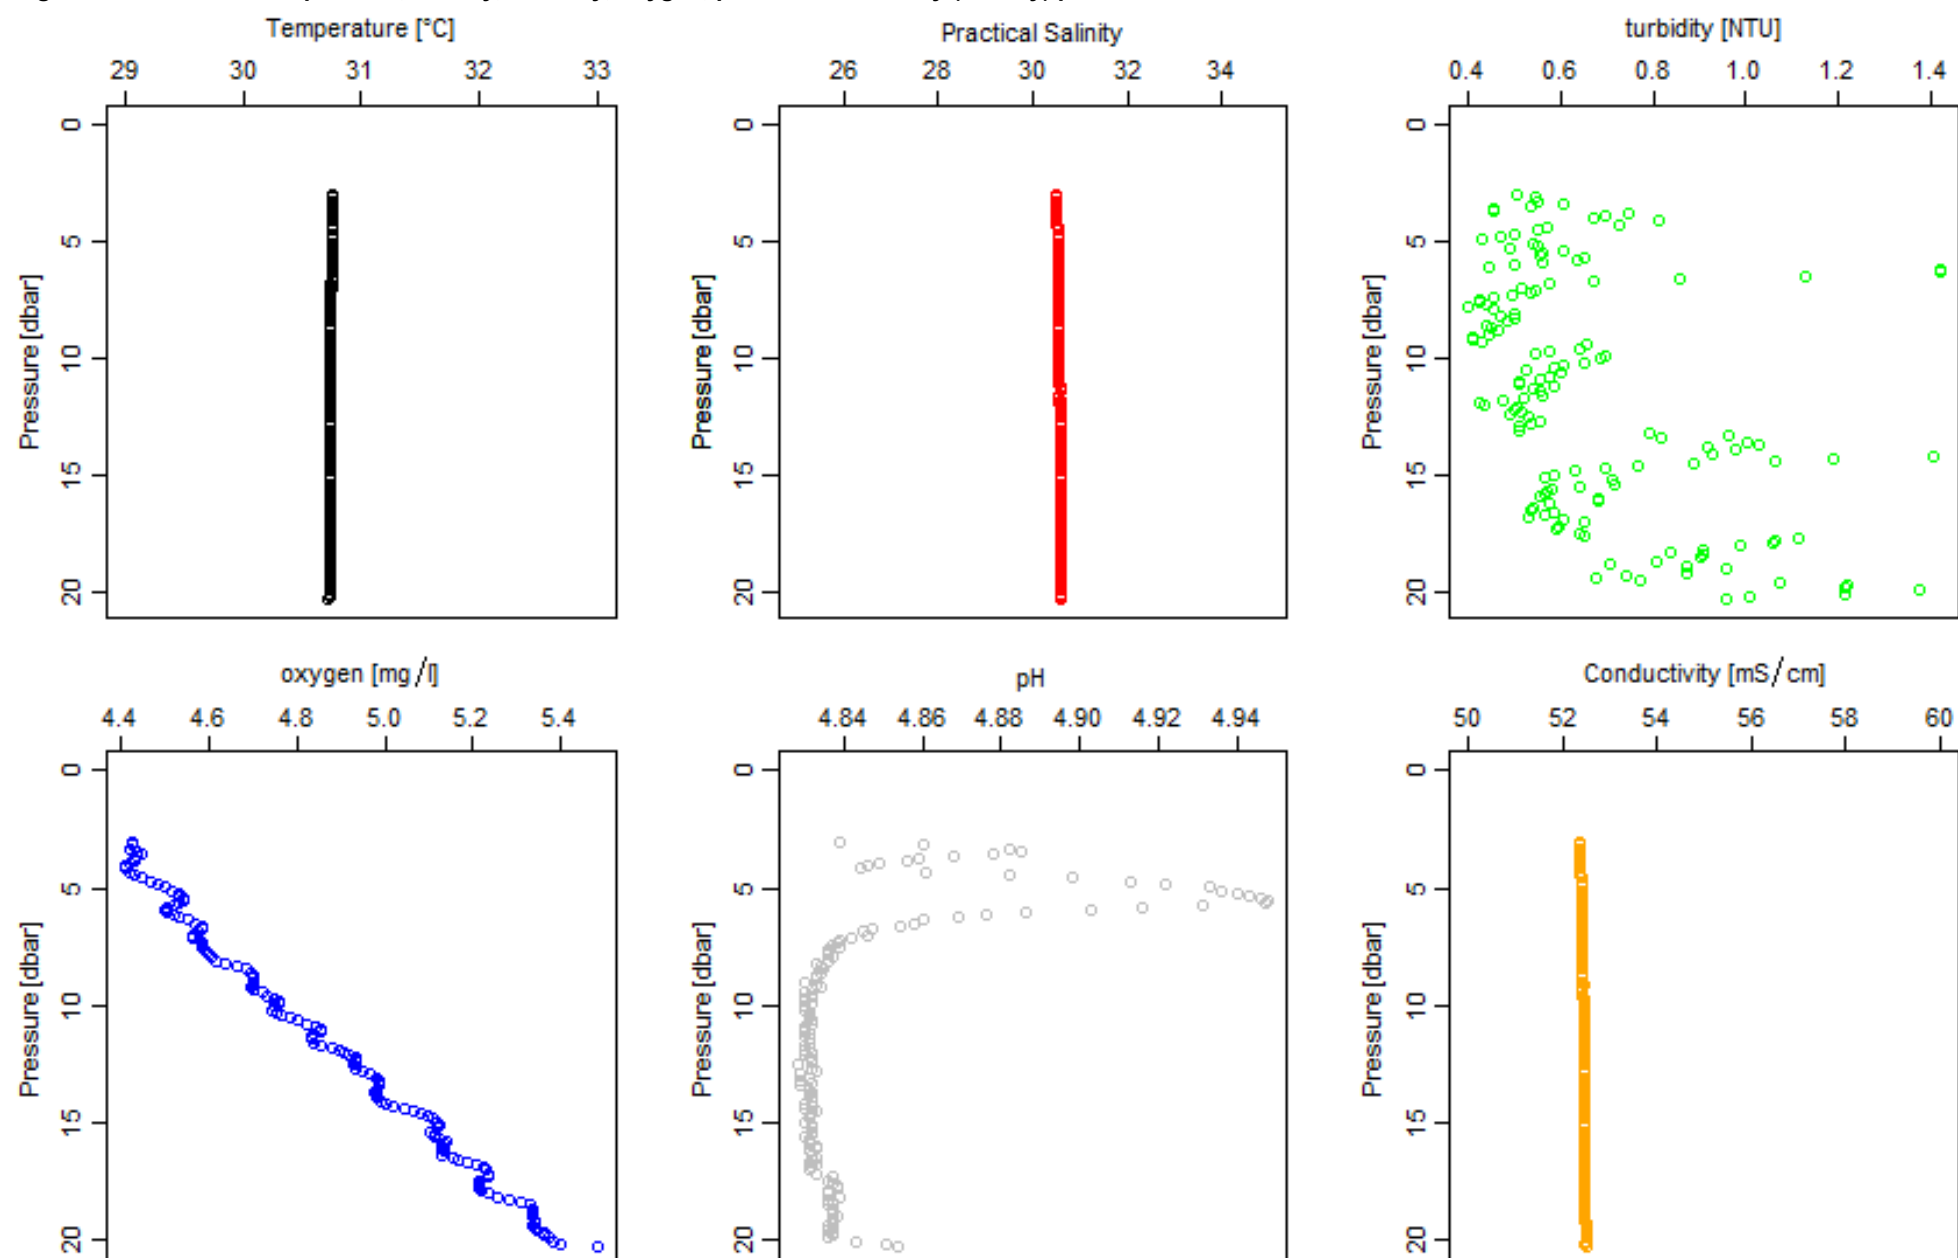 Temperature [°C]
29 30 31 32 33
Pressure [dbar]
0 5 10 15 20
Practical Salinity
26 28 30 32 34
Pressure [dbar]
0 5 10 15 20
turbidity [NTU]
0.4 0.6 0.8 1.0 1.2 1.4
Pressure [dbar]
0 5 10 15 20
oxygen [mg/l]
4.4 4.6 4.8 5.0 5.2 5.4
Pressure [dbar]
0 5 10 15 20
pH
4.84 4.86 4.88 4.90 4.92 4.94
Pressure [dbar]
0 5 10 15 20
Conductivity [mS/cm]
50 52 54 56 58 60
Pressure [dbar]
0 5 10 15 20